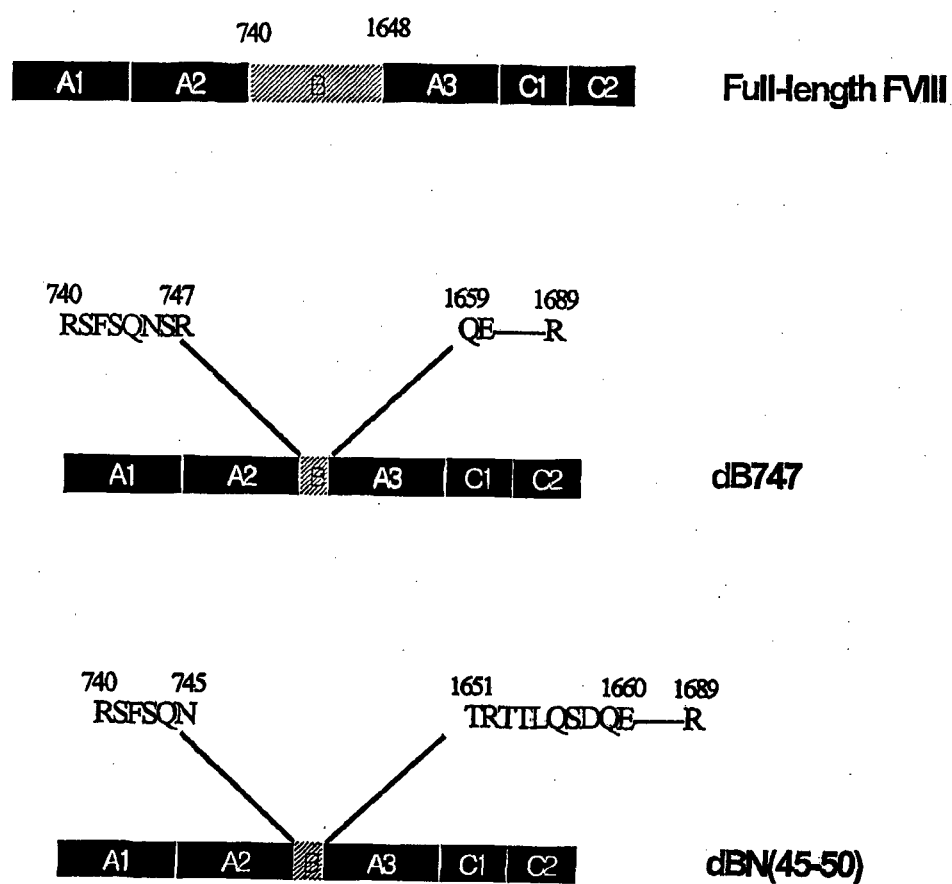 740 1648
A1 A2 B A3 C1 C2 Full-length FVIII
740 747 1659 1689
RSFSQNSR QE—R
A1 A2 B A3 C1 C2 dB747
740 745 1651 1660 1689
RSFSQN TRTTLQSDQE—R
A1 A2 B A3 C1 C2 dBN(45-50)